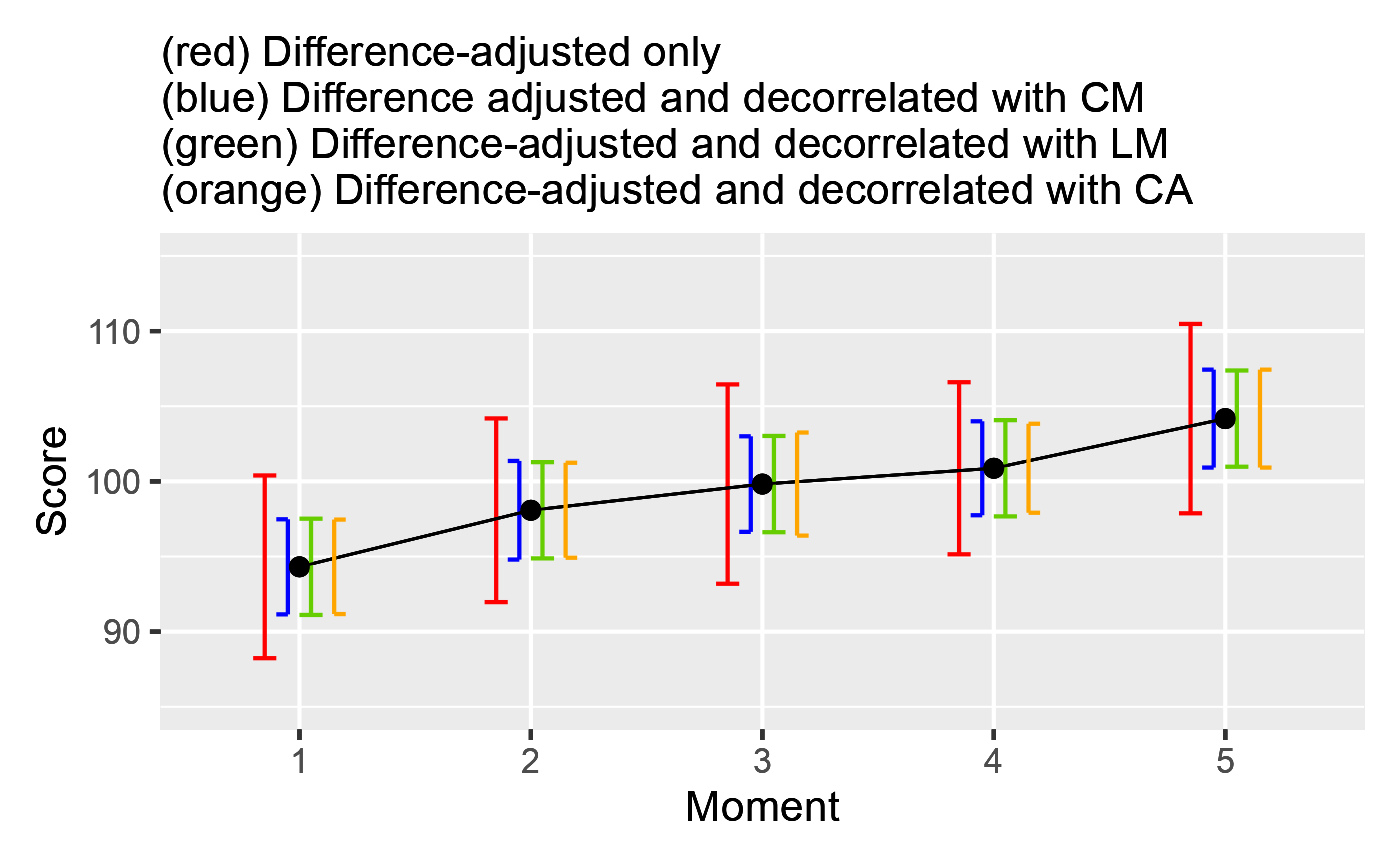 (red) Difference-adjusted only
(blue) Difference adjusted and decorrelated with CM
(green) Difference-adjusted and decorrelated with LM
(orange) Difference-adjusted and decorrelated with CA
110
100
90
Score
1 2 3 4 5
Moment